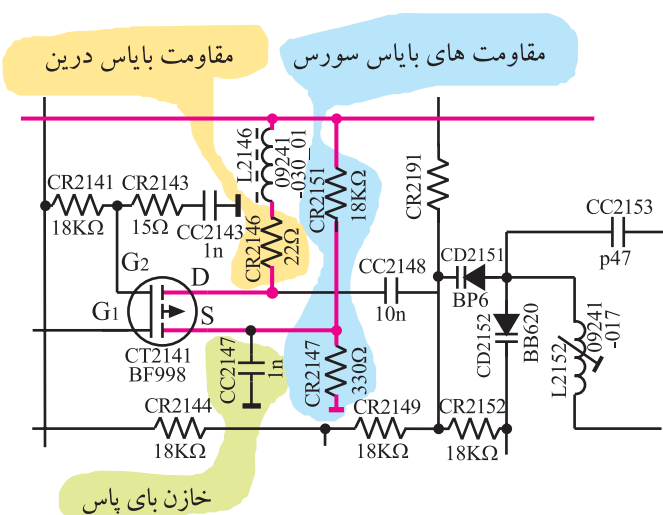 مقاومت بایاس درین
مقاومت های بایاس سورس
L2146
09241
-030_01
CR2151
18KΩ
CR2191
CR2141
18KΩ
CR2143
15Ω
CC2143
1n
CR2146
22Ω
CC2153
p47
G2
D
G1
S
CC2148
10n
CD2151
BP6
CD2152
BB620
L2152
09241
-017
CT2141
BF998
CC2147
1n
CR2147
330Ω
CR2144
18KΩ
CR2149
18KΩ
CR2152
18KΩ
خازن بای پاس